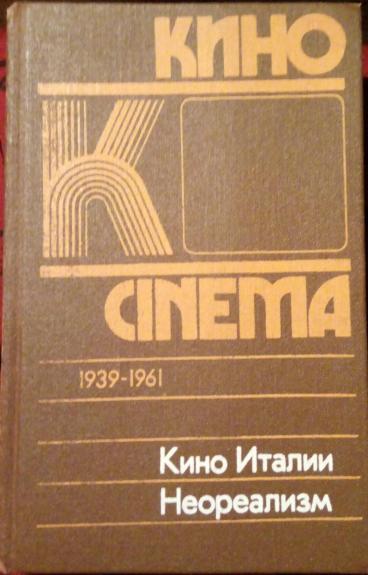 КИНО
К
CINEMA
1939-1961
Кино Италии
Неореализм